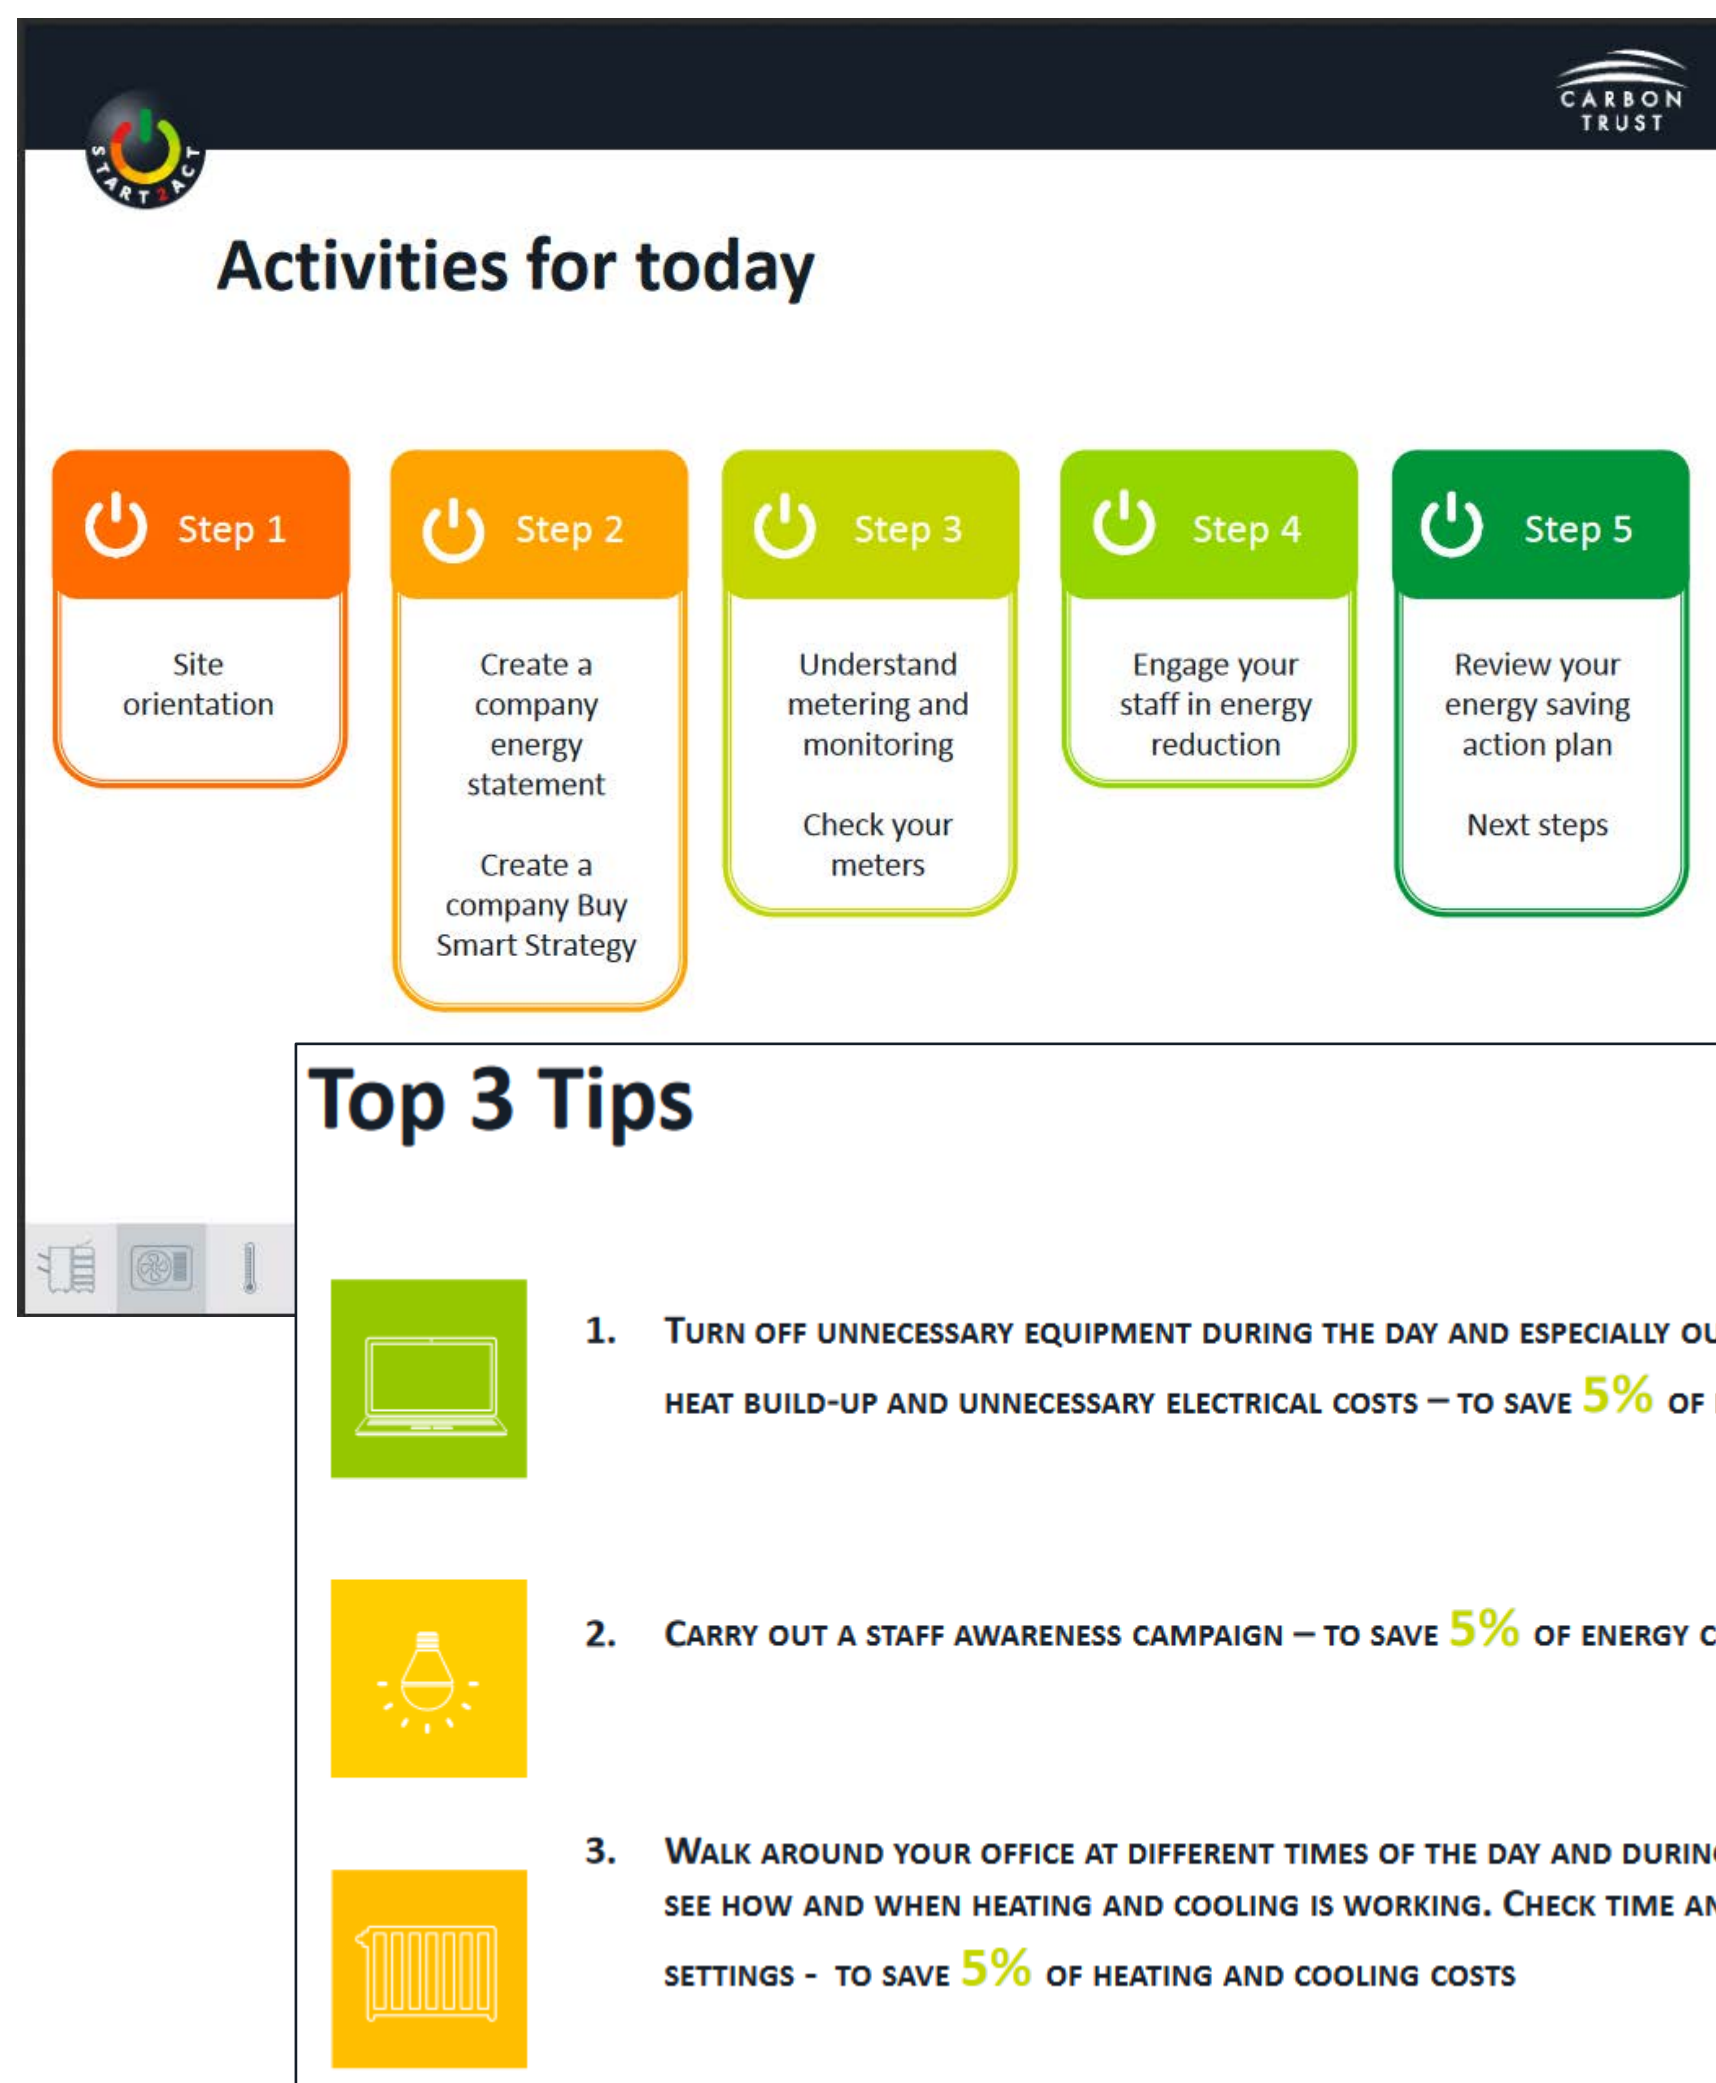 CARBON
TRUST
START2ACT
Activities for today
Step 1
Site
orientation
Step 2
Create a
company
energy
statement
Create a
company Buy
Smart Strategy
Step 3
Understand
metering and
monitoring
Check your
meters
Step 4
Engage your
staff in energy
reduction
Step 5
Review your
energy saving
action plan
Next steps
Top 3 Tips
1. TURN OFF UNNECESSARY EQUIPMENT DURING THE DAY AND ESPECIALLY
HEAT BUILD-UP AND UNNECESSARY ELECTRICAL COSTS – TO SAVE 5% OF
2. CARRY OUT A STAFF AWARENESS CAMPAIGN – TO SAVE 5% OF ENERGY
3. WALK AROUND YOUR OFFICE AT DIFFERENT TIMES OF THE DAY AND
SEE HOW AND WHEN HEATING AND COOLING IS WORKING. CHECK TIME
SETTINGS - TO SAVE 5% OF HEATING AND COOLING COSTS